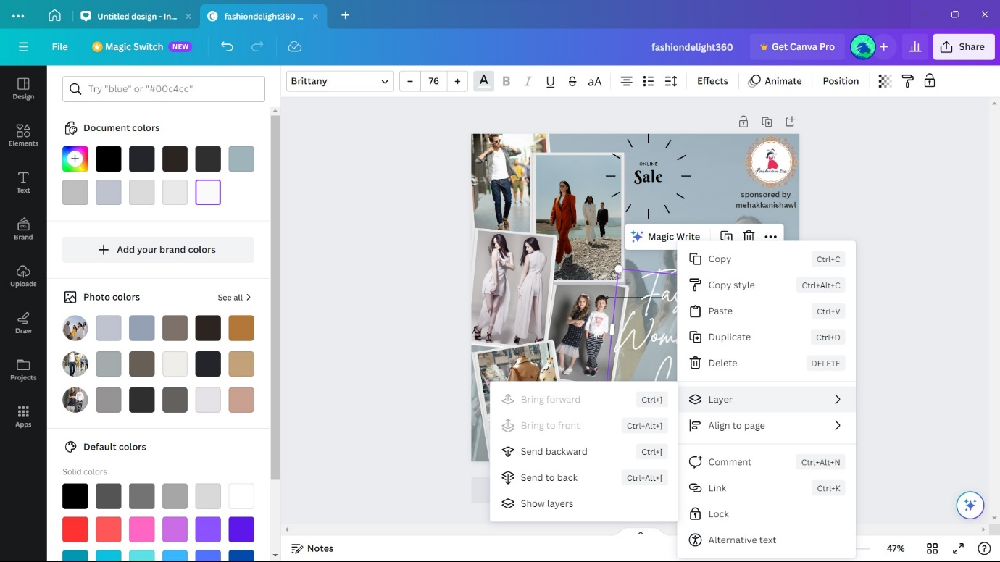 Untitled design - In...
fashiondelight360 ...
File
Magic Switch
NEW
fashiondelight360
Get Canva Pro
Share
Design
Elements
Text
Brand
Uploads
Draw
Projects
Apps
Try "blue" or "#00c4cc"
Document colors
Add your brand colors
Photo colors
See all
Default colors
Solid colors
Brittany
– 76 +
A B I U S aA
Effects
Animate
Position
ONLINE
Sale
Fashion Era
sponsored by
mehakkanishawl
Magic Write
Fas
Wom
Copy Ctrl+C
Copy style Ctrl+Alt+C
Paste Ctrl+V
Duplicate Ctrl+D
Delete DELETE
Layer
Align to page
Comment Ctrl+Alt+N
Link Ctrl+K
Lock
Alternative text
Bring forward Ctrl+]
Bring to front Ctrl+Alt+]
Send backward Ctrl+[
Send to back Ctrl+Alt+[
Show layers
Notes
47%